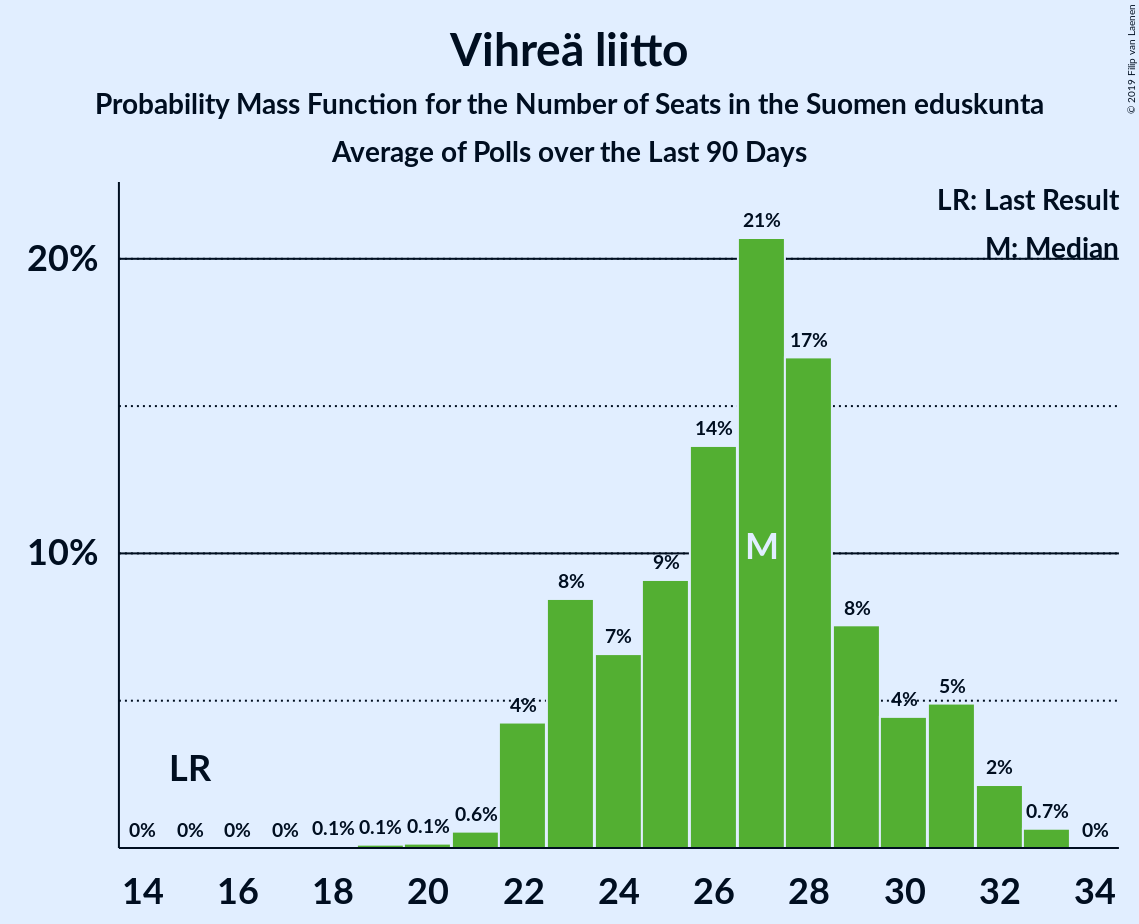 Vihreä liitto
Probability Mass Function for the Number of Seats in the Suomen eduskunta
Average of Polls over the Last 90 Days
© 2019 Filip van Laenen
LR: Last Result
M: Median
20%
10%
0% 0% 0% 0% 0.1% 0.1% 0.1% 0.6% 4% 8% 7% 9% 14% 21% 17% 8% 4% 5% 2% 0.7% 0%
LR
M
14 16 18 20 22 24 26 28 30 32 34